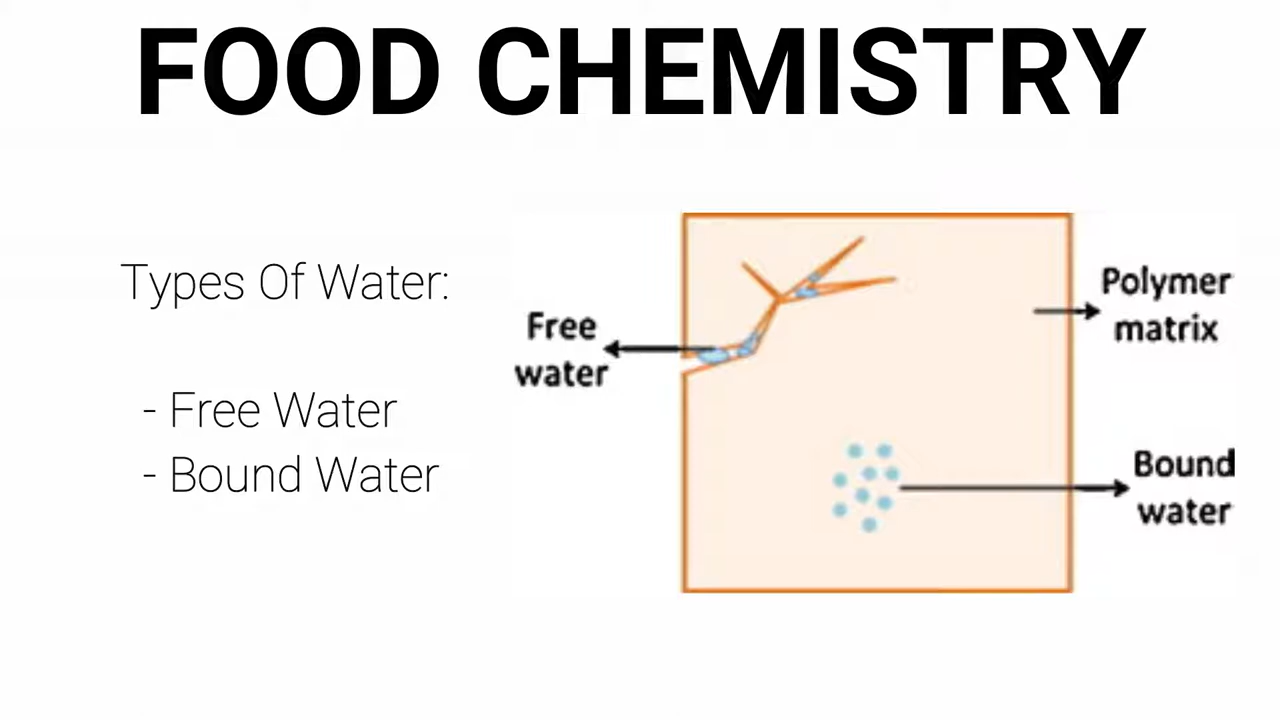 FOOD CHEMISTRY
Types Of Water:
- Free Water
- Bound Water
Free
water
Polymer
matrix
Bound
water